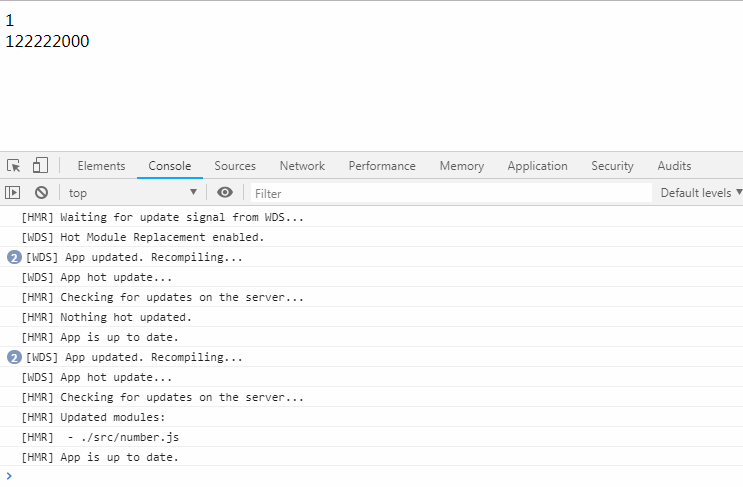 1
122222000
Elements Console Sources Network Performance Memory Application Security Audits
top Filter Default levels
[HMR] Waiting for update signal from WDS...
[WDS] Hot Module Replacement enabled.
2 [WDS] App updated. Recompiling...
[WDS] App hot update...
[HMR] Checking for updates on the server...
[HMR] Nothing hot updated.
[HMR] App is up to date.
2 [WDS] App updated. Recompiling...
[WDS] App hot update...
[HMR] Checking for updates on the server...
[HMR] Updated modules:
[HMR]  - ./src/number.js
[HMR] App is up to date.